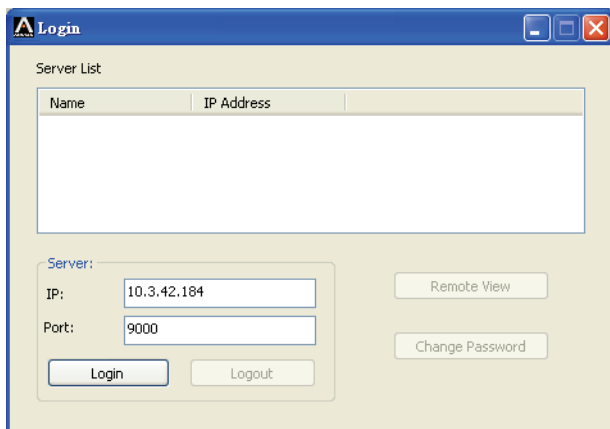 Login
Server List
Name IP Address
Server:
IP: 10.3.42.184
Remote View
Port: 9000
Change Password
Login Logout